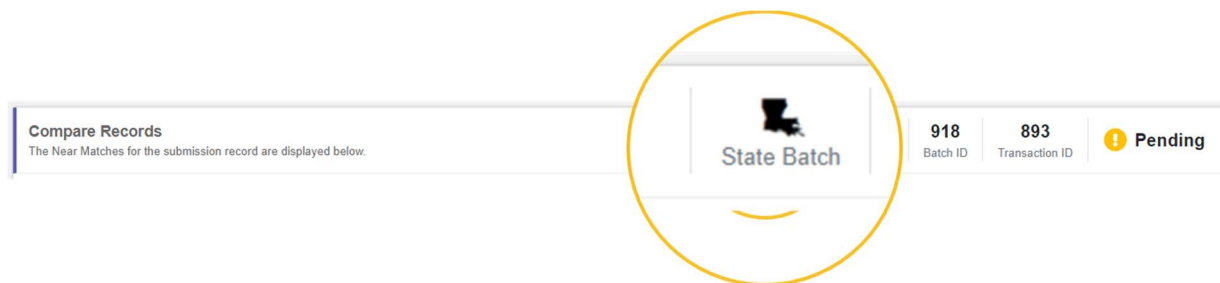 Compare Records
The Near Matches for the submission record are displayed below.
State Batch
918
Batch ID
893
Transaction ID
Pending